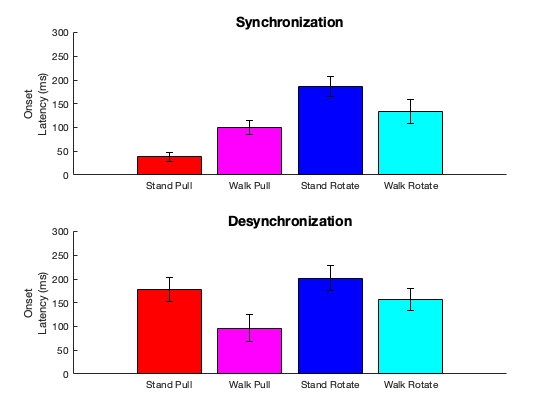 Synchronization
300
250
200
150
100
50
0
Onset
Latency (ms)
Stand Pull Walk Pull Stand Rotate Walk Rotate
Desynchronization
300
250
200
150
100
50
0
Onset
Latency (ms)
Stand Pull Walk Pull Stand Rotate Walk Rotate